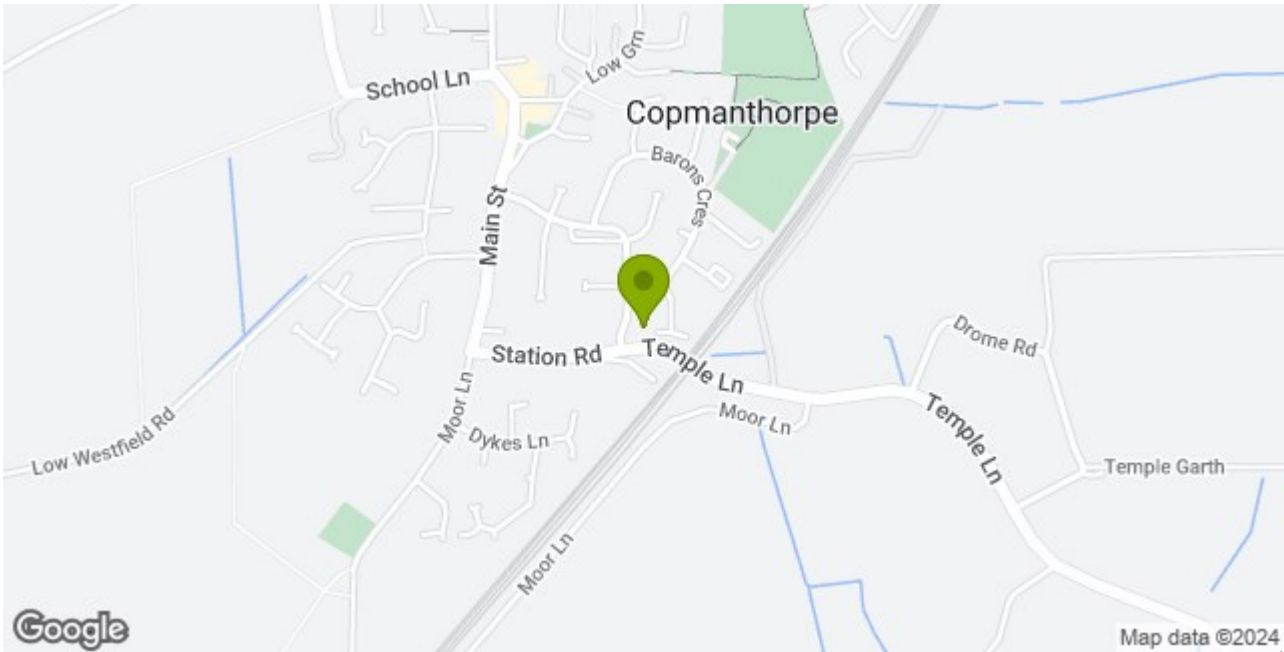 Low Grn
School Ln
Copmanthorpe
Barons Cres
Main St
Drome Rd
Station Rd
Temple Ln
Moor Ln
Moor Ln
Temple Ln
Low Westfield Rd
Dykes Ln
Temple Garth
Moor Ln
Google
Map data ©2024